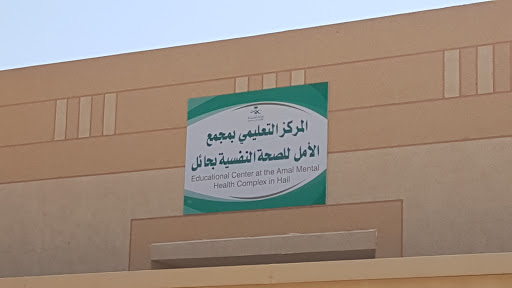 المركز التعليمي بمجمع
الأمل للصحة النفسية بحائل
Educational Center at the Amal Mental
Health Complex in Hail